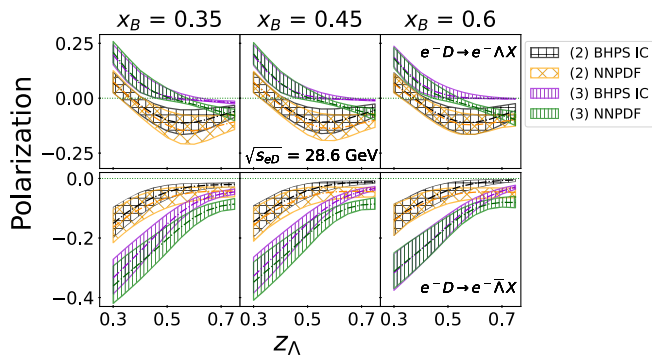 x_B = 0.35 x_B = 0.45 x_B = 0.6
0.25
0.00
−0.25
e⁻D→e⁻ΛX
√s_eD = 28.6 GeV
(2) BHPS IC
(2) NNPDF
(3) BHPS IC
(3) NNPDF
Polarization
0.0
−0.2
−0.4
e⁻D→e⁻Λ̅X
0.3 0.5 0.7 0.3 0.5 0.7 0.3 0.5 0.7
z_Λ